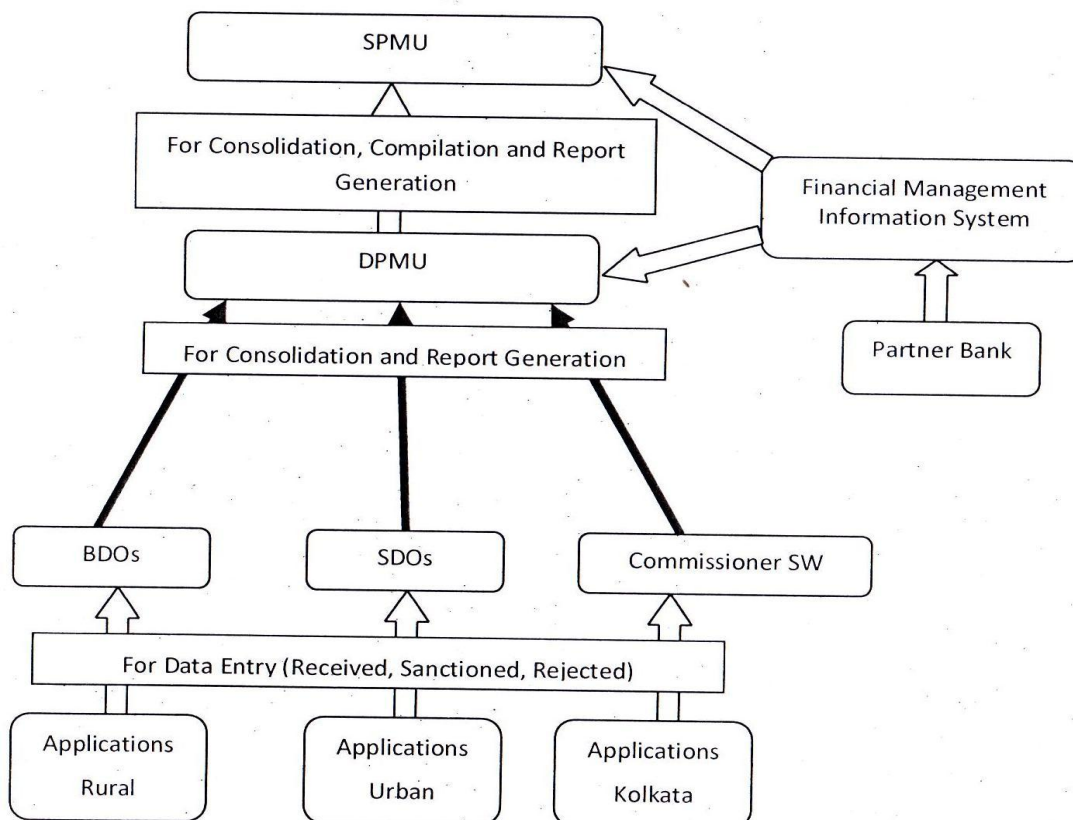 SPMU
For Consolidation, Compilation and Report
Generation
Financial Management
Information System
DPMU
For Consolidation and Report Generation
Partner Bank
BDOs
SDOs
Commissioner SW
For Data Entry (Received, Sanctioned, Rejected)
Applications
Rural
Applications
Urban
Applications
Kolkata